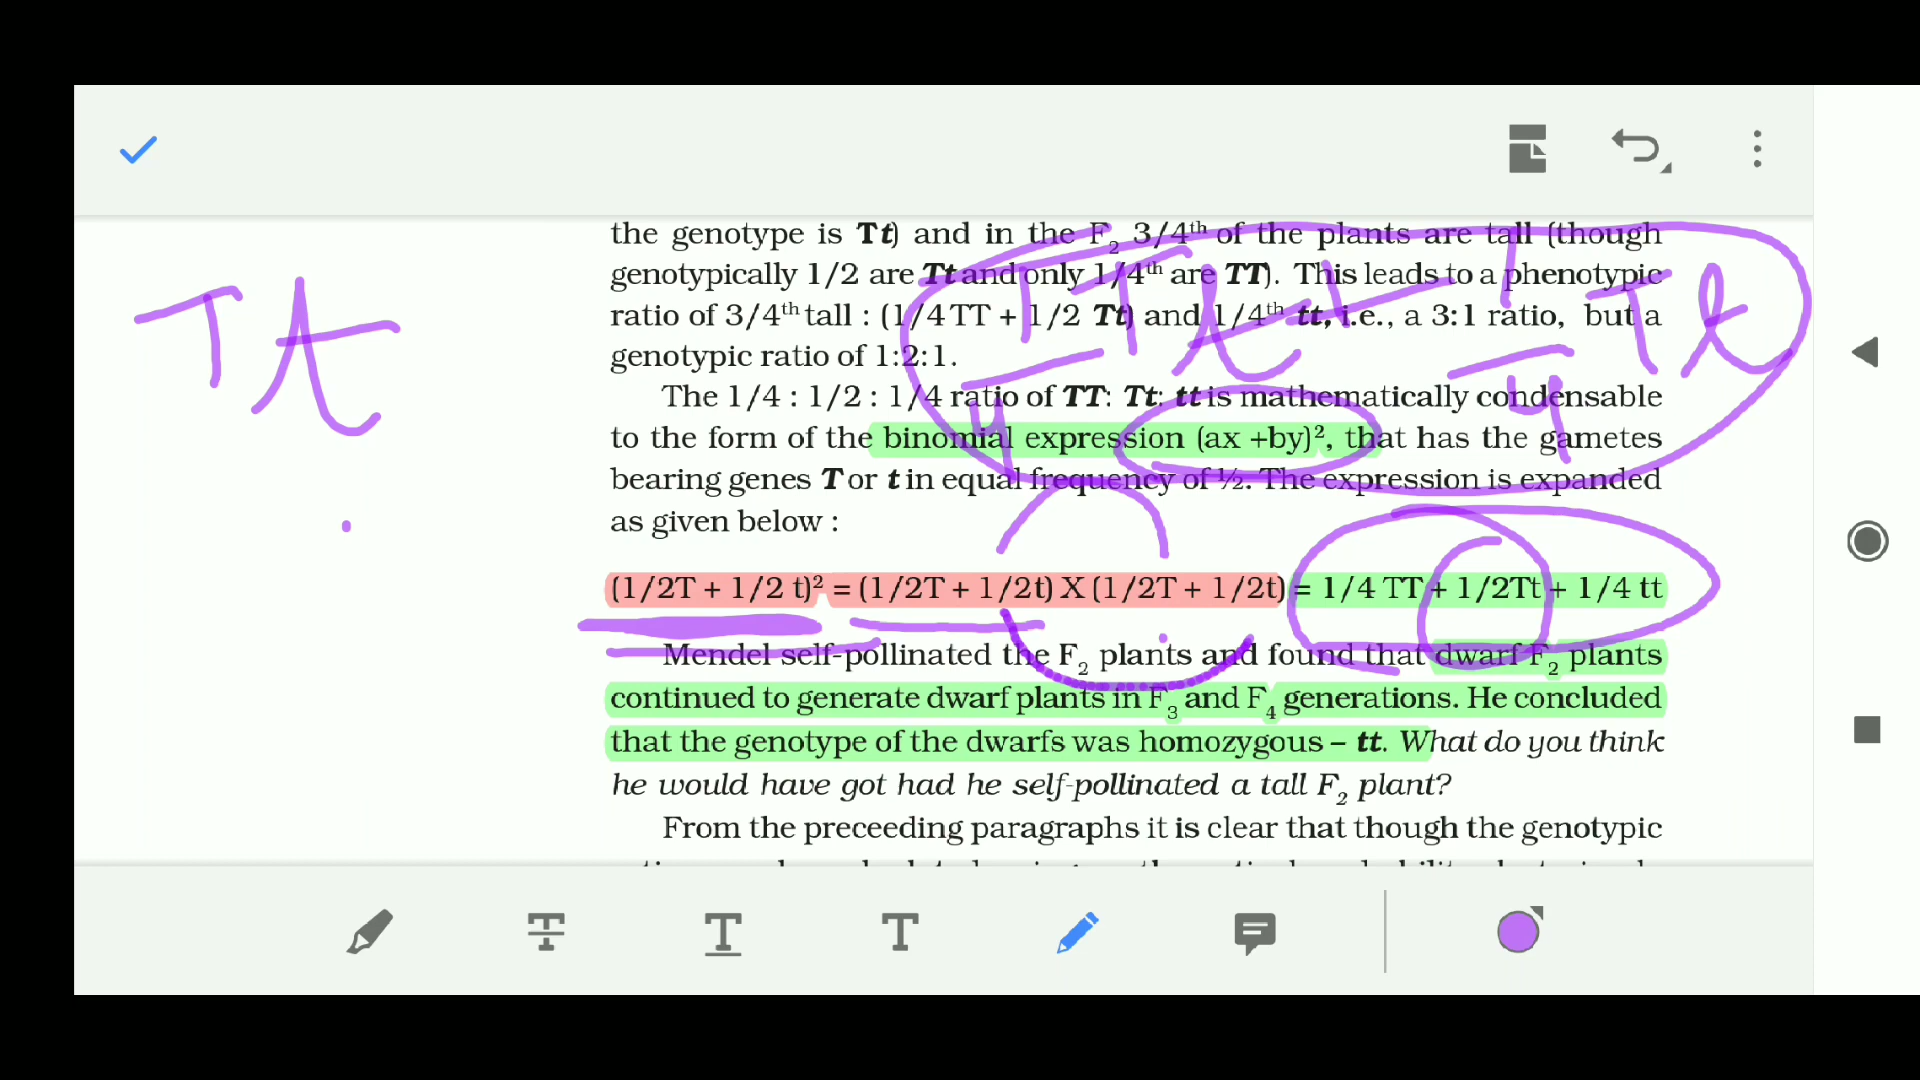 the genotype is Tt) and in the F2 3/4th of the plants are tall (though
genotypically 1/2 are Tt and only 1/4th are TT). This leads to a phenotypic
ratio of 3/4th tall : (1/4 TT + 1/2 Tt) and 1/4th tt, i.e., a 3:1 ratio, but a
genotypic ratio of 1:2:1.
The 1/4 : 1/2 : 1/4 ratio of TT: Tt: tt is mathematically condensable
to the form of the binomial expression (ax +by)², that has the gametes
bearing genes T or t in equal frequency of ½. The expression is expanded
as given below :
(1/2T + 1/2 t)² = (1/2T + 1/2t) X (1/2T + 1/2t) = 1/4 TT + 1/2Tt + 1/4 tt
Mendel self-pollinated the F2 plants and found that dwarf F2 plants
continued to generate dwarf plants in F3 and F4 generations. He concluded
that the genotype of the dwarfs was homozygous – tt. What do you think
he would have got had he self-pollinated a tall F2 plant?
From the preceeding paragraphs it is clear that though the genotypic
Tt
1/4 Tt + 1/4 Tt